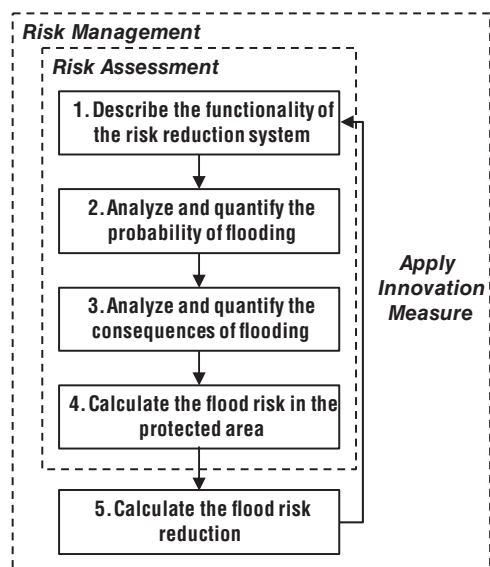 Risk Management
Risk Assessment
1. Describe the functionality of
the risk reduction system
2. Analyze and quantify the
probability of flooding
3. Analyze and quantify the
consequences of flooding
4. Calculate the flood risk in the
protected area
5. Calculate the flood risk
reduction
Apply
Innovation
Measure